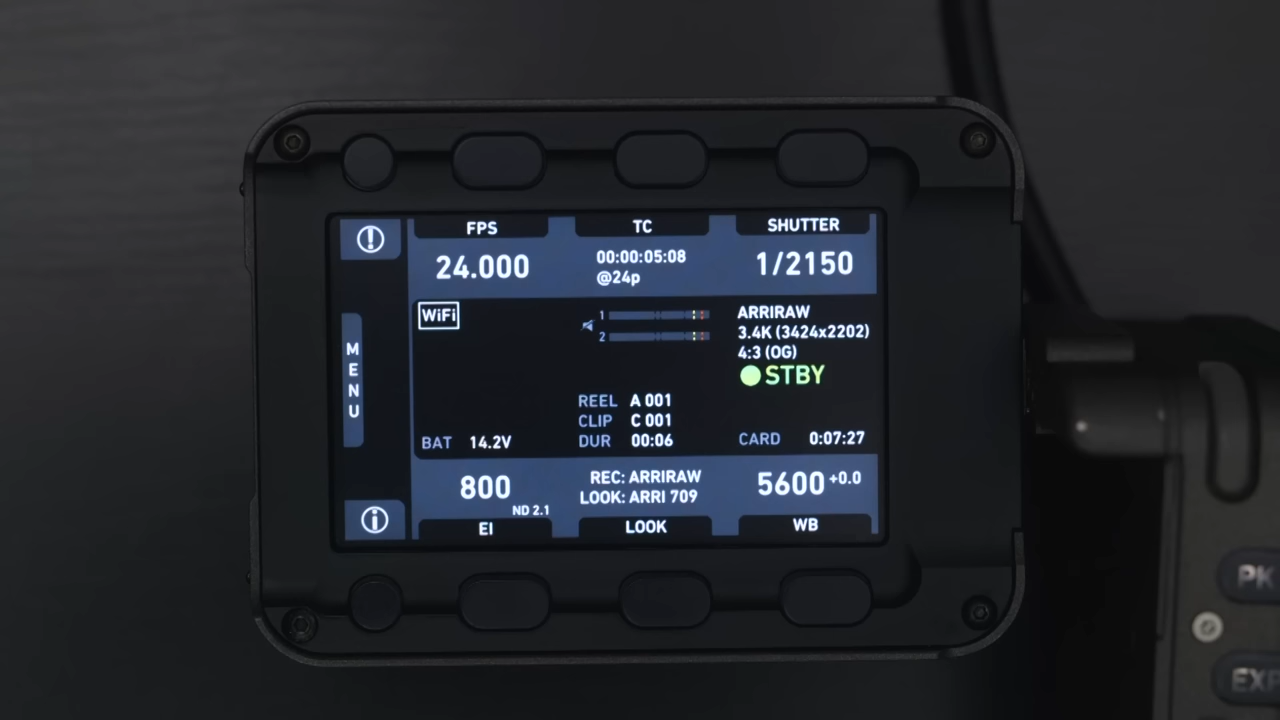 FPS
TC
SHUTTER
24.000
00:00:05:08
@24p
1/2150
WiFi
1
2
ARRIRAW
3.4K (3424x2202)
4:3 (OG)
STBY
MENU
REEL A 001
CLIP C 001
DUR 00:06
BAT 14.2V
CARD 0:07:27
800
ND 2.1
REC: ARRIRAW
LOOK: ARRI 709
5600 +0.0
EI
LOOK
WB
PK